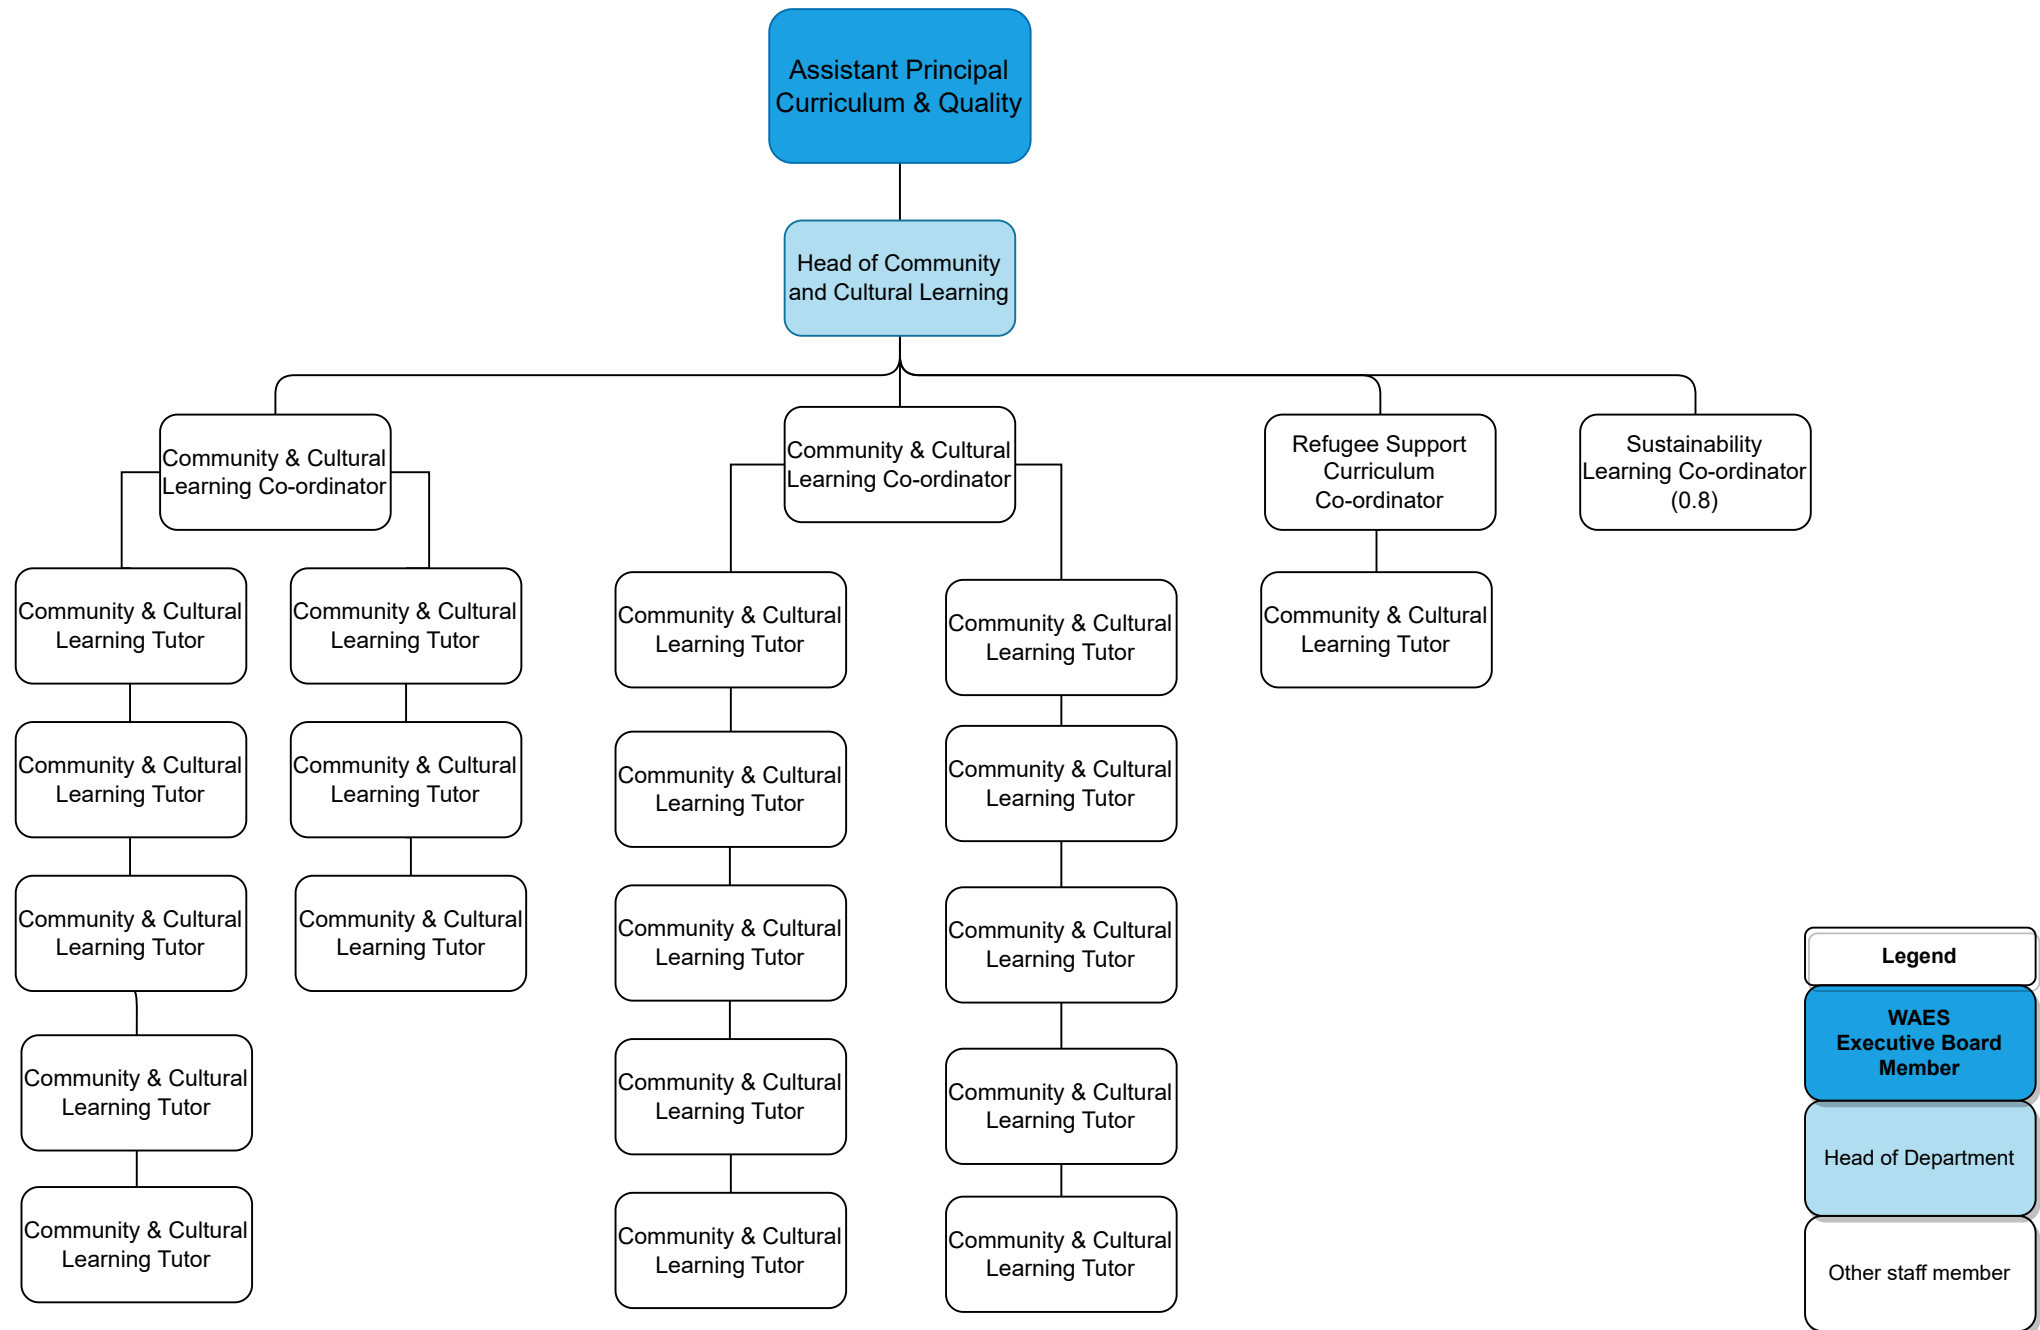 Assistant Principal
Curriculum & Quality
Head of Community
and Cultural Learning
Community & Cultural
Learning Co-ordinator
Community & Cultural
Learning Co-ordinator
Refugee Support
Curriculum
Co-ordinator
Sustainability
Learning Co-ordinator
(0.8)
Community & Cultural
Learning Tutor
Community & Cultural
Learning Tutor
Community & Cultural
Learning Tutor
Community & Cultural
Learning Tutor
Community & Cultural
Learning Tutor
Community & Cultural
Learning Tutor
Community & Cultural
Learning Tutor
Community & Cultural
Learning Tutor
Community & Cultural
Learning Tutor
Community & Cultural
Learning Tutor
Community & Cultural
Learning Tutor
Community & Cultural
Learning Tutor
Community & Cultural
Learning Tutor
Community & Cultural
Learning Tutor
Community & Cultural
Learning Tutor
Community & Cultural
Learning Tutor
Community & Cultural
Learning Tutor
Community & Cultural
Learning Tutor
Community & Cultural
Learning Tutor
Legend
WAES
Executive Board
Member
Head of Department
Other staff member